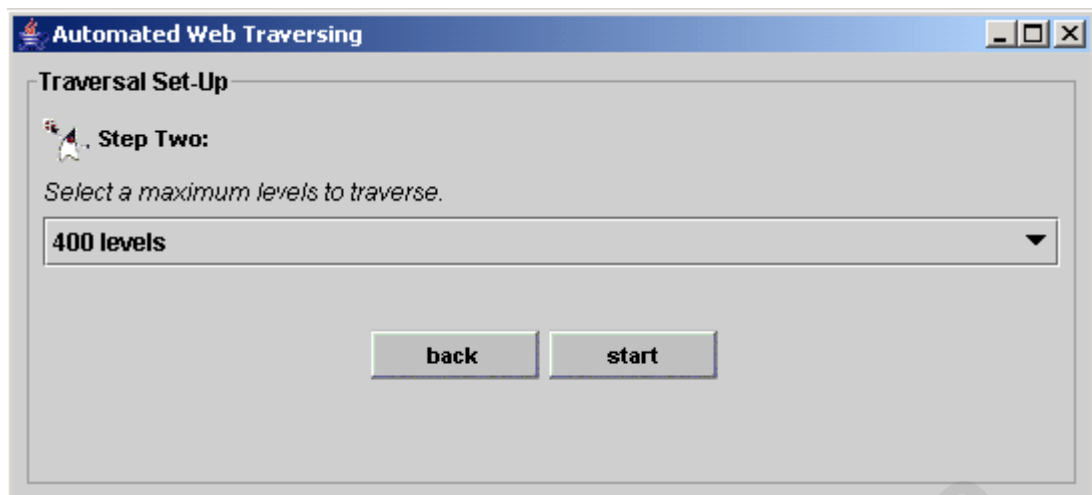 Automated Web Traversing
Traversal Set-Up
Step Two:
Select a maximum levels to traverse.
400 levels
back start